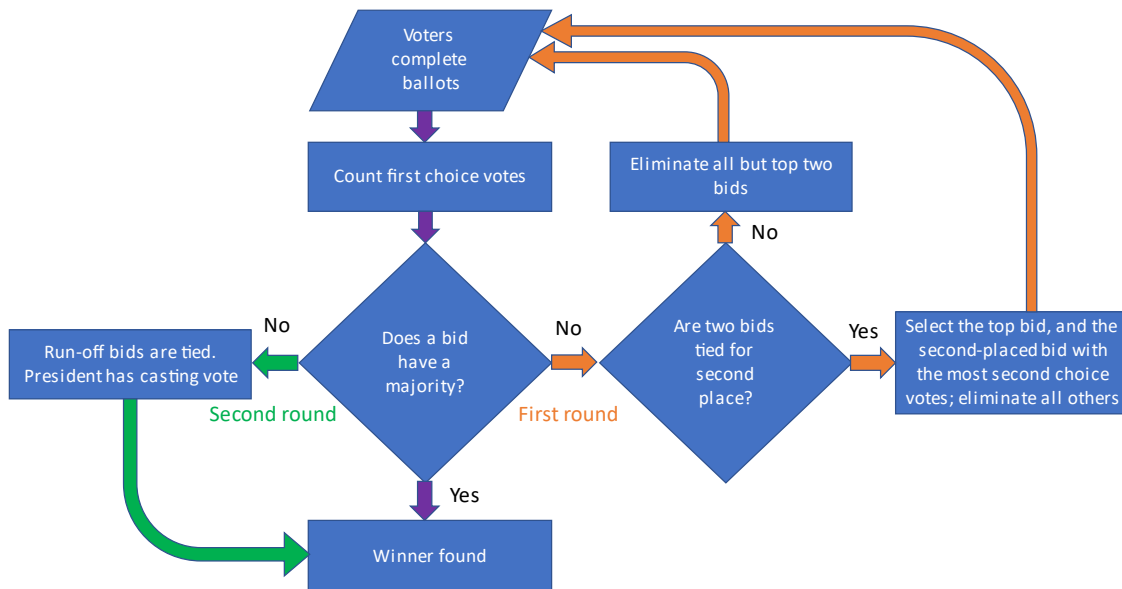 Voters
complete
ballots
Count first choice votes
Eliminate all but top two
bids
No
Does a bid
have a
majority?
No
No
Are two bids
tied for
second
place?
Yes
Run-off bids are tied.
President has casting vote
Select the top bid, and the
second-placed bid with
the most second choice
votes; eliminate all others
Second round
First round
Yes
Winner found